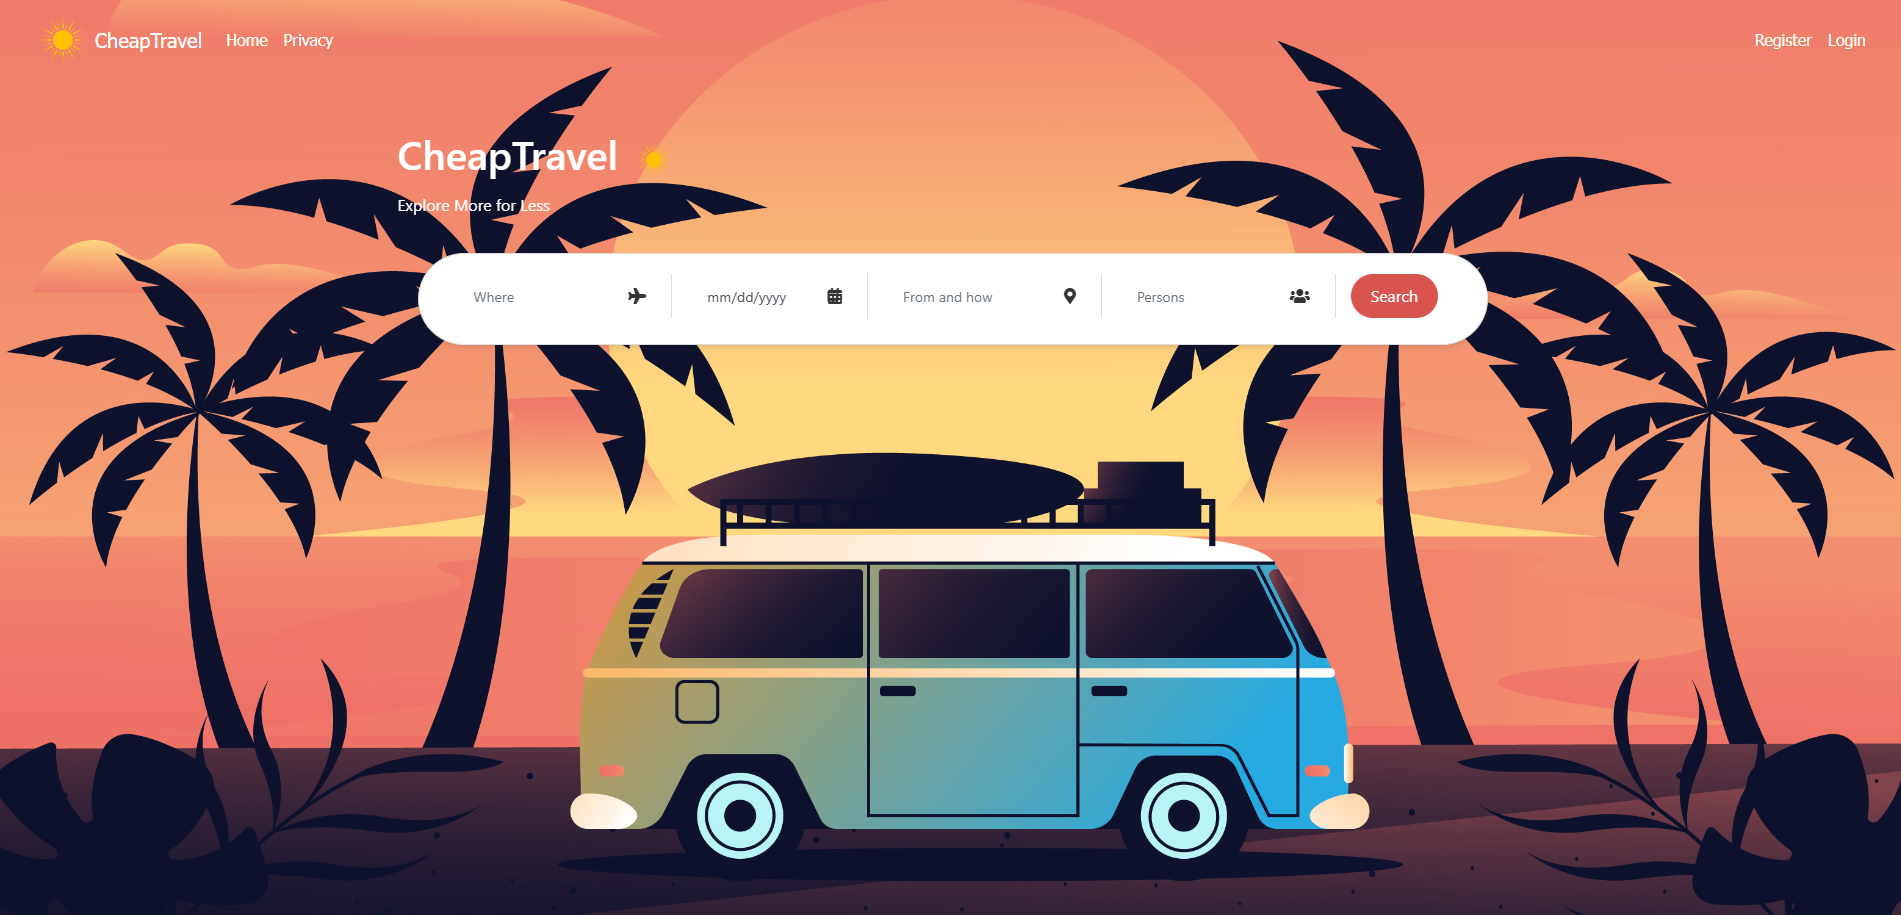 CheapTravel Home Privacy Register Login
CheapTravel
Explore More for Less
Where mm/dd/yyyy From and how Persons Search